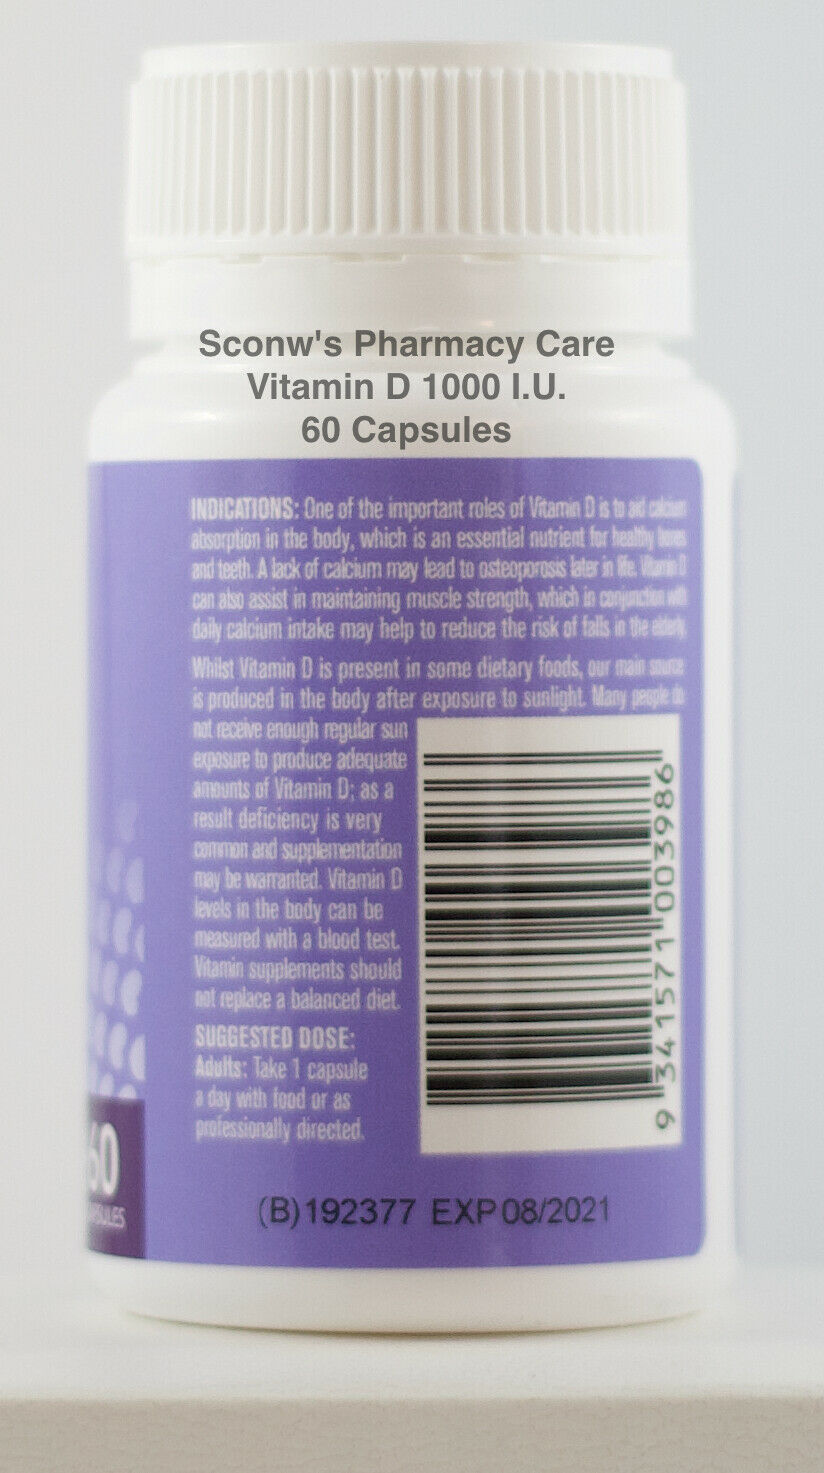 Sconw's Pharmacy Care
Vitamin D 1000 I.U.
60 Capsules
INDICATIONS: One of the important roles of Vitamin D is to aid calcium
absorption in the body, which is an essential nutrient for healthy bones
and teeth. A lack of calcium may lead to osteoporosis later in life. Vitamin D
can also assist in maintaining muscle strength, which in conjunction with
daily calcium intake may help to reduce the risk of falls in the elderly.
Whilst Vitamin D is present in some dietary foods, our main source
is produced in the body after exposure to sunlight. Many people do
not receive enough regular sun
exposure to produce adequate
amounts of Vitamin D; as a
result deficiency is very
common and supplementation
may be warranted. Vitamin D
levels in the body can be
measured with a blood test.
Vitamin supplements should
not replace a balanced diet.
SUGGESTED DOSE:
Adults: Take 1 capsule
a day with food or as
professionally directed.
9 341571 003986
60
(B)192377 EXP08/2021